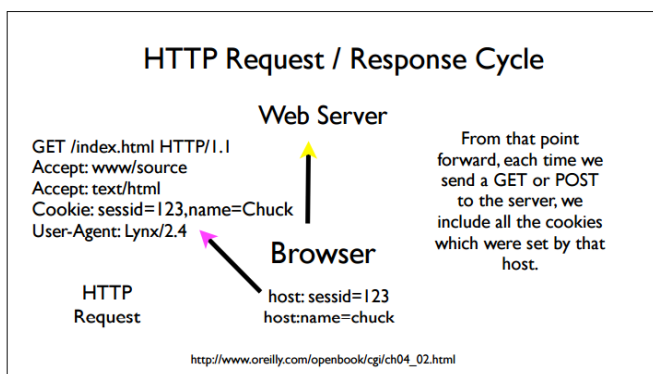 HTTP Request / Response Cycle
Web Server
GET /index.html HTTP/1.1
Accept: www/source
Accept: text/html
Cookie: sessid=123,name=Chuck
User-Agent: Lynx/2.4
From that point
forward, each time we
send a GET or POST
to the server, we
include all the cookies
which were set by that
host.
Browser
HTTP
Request
host: sessid=123
host:name=chuck
http://www.oreilly.com/openbook/cgi/ch04_02.html